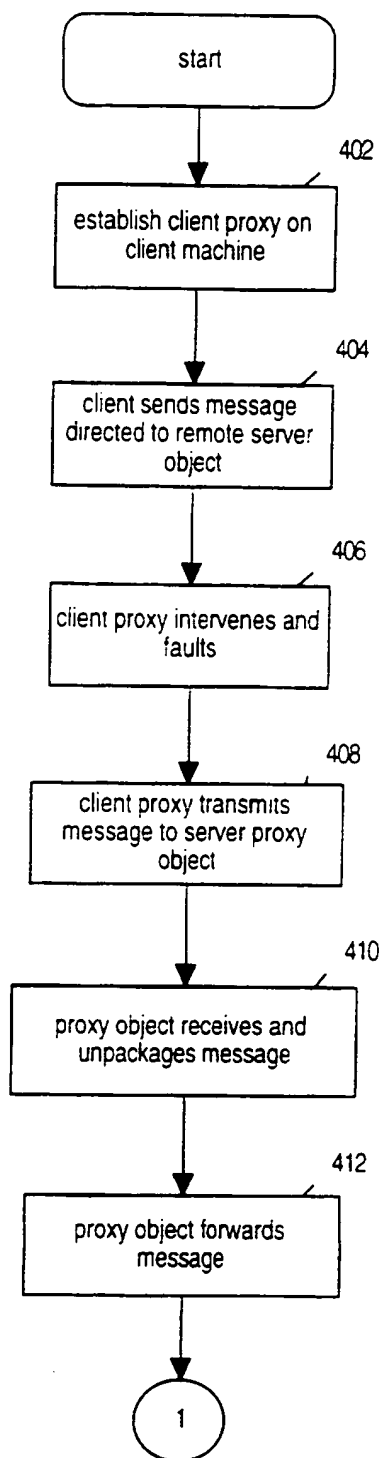 start
402
establish client proxy on
client machine
404
client sends message
directed to remote server
object
406
client proxy intervenes and
faults
408
client proxy transmits
message to server proxy
object
410
proxy object receives and
unpackages message
412
proxy object forwards
message
1